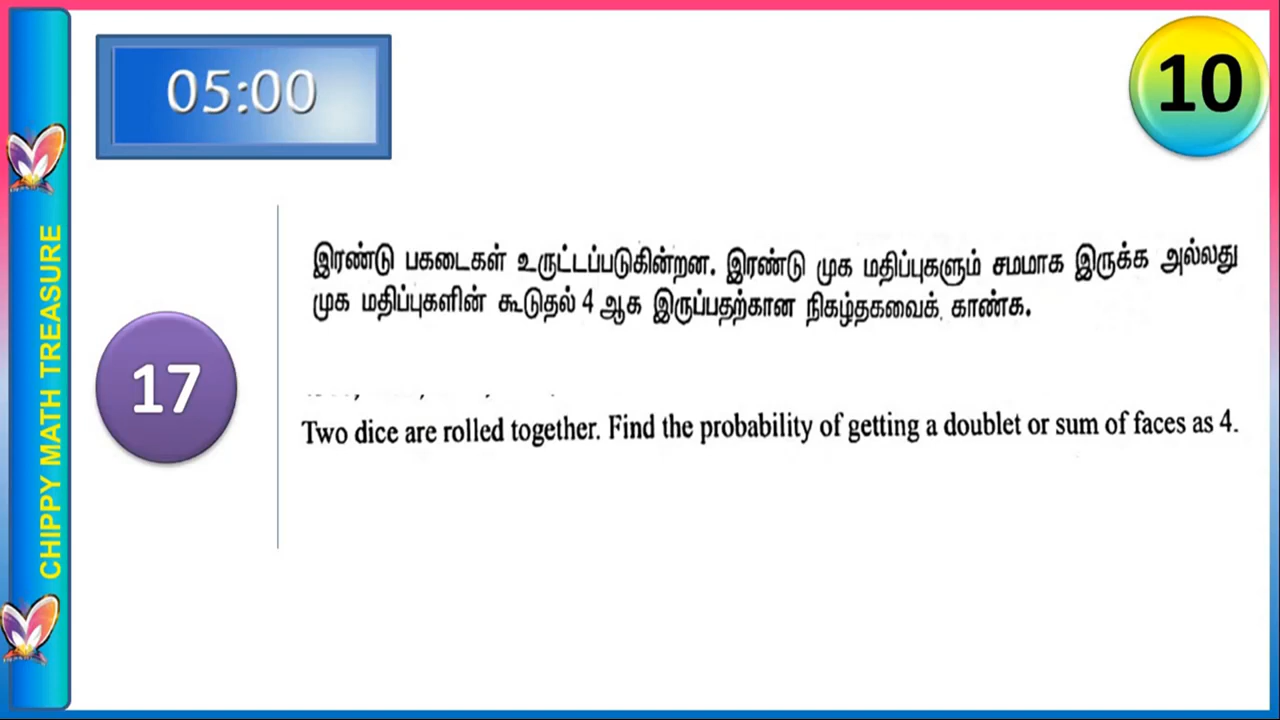 05:00
10
CHIPPY MATH TREASURE
17
இரண்டு பகடைகள் உருட்டப்படுகின்றன. இரண்டு முக மதிப்புகளும் சமமாக இருக்க அல்லது
முக மதிப்புகளின் கூடுதல் 4 ஆக இருப்பதற்கான நிகழ்தகவைக் காண்க.
Two dice are rolled together. Find the probability of getting a doublet or sum of faces as 4.